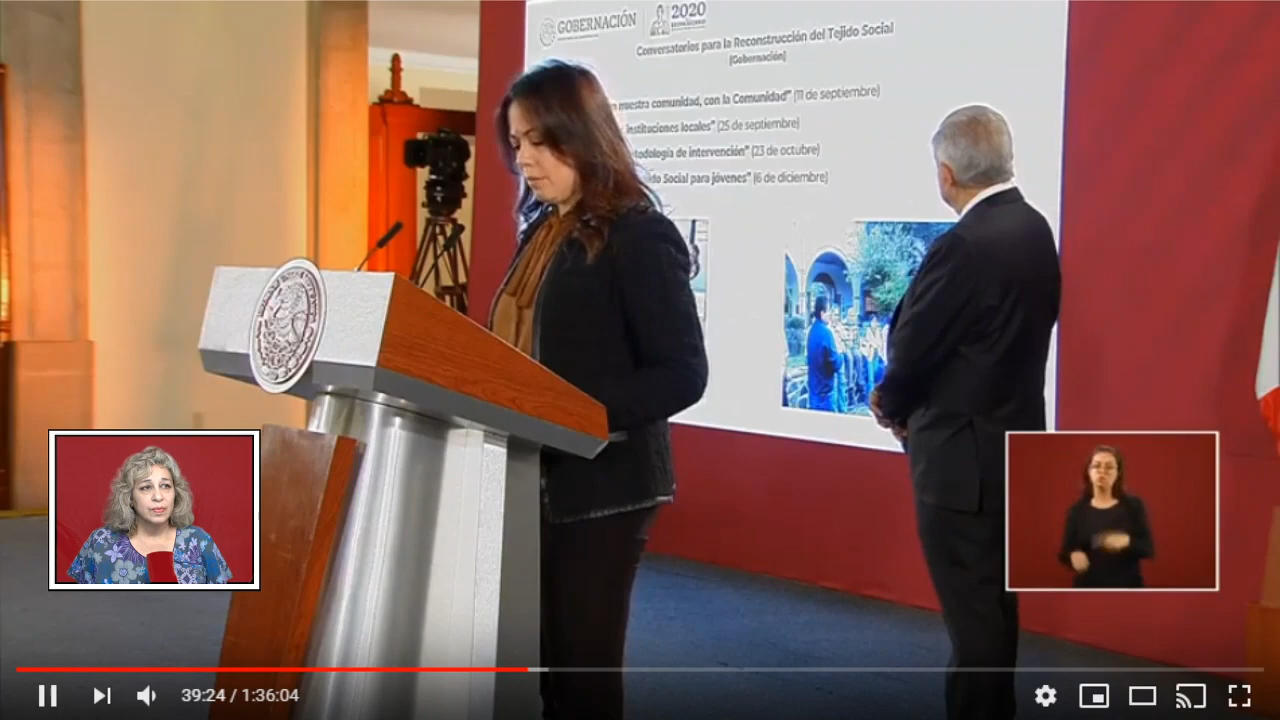 GOBERNACIÓN
2020
Conversatorios para la Reconstrucción del Tejido Social
(Gobernación)
nuestra comunidad, con la Comunidad" (11 de septiembre)
instituciones locales" (25 de septiembre)
todología de intervención" (23 de octubre)
do Social para jóvenes" (6 de diciembre)
39:24 / 1:36:04